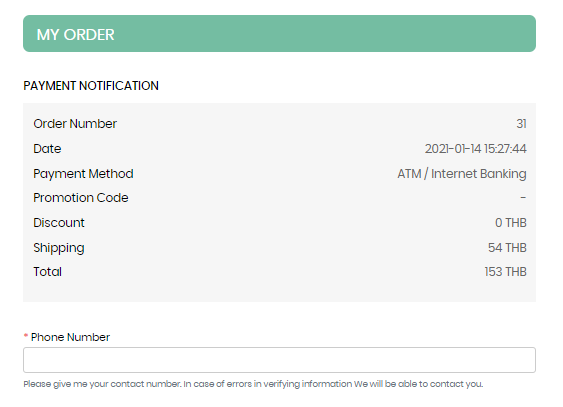 MY ORDER
PAYMENT NOTIFICATION
Order Number 31
Date 2021-01-14 15:27:44
Payment Method ATM / Internet Banking
Promotion Code -
Discount 0 THB
Shipping 54 THB
Total 153 THB
* Phone Number
Please give me your contact number. In case of errors in verifying information We will be able to contact you.